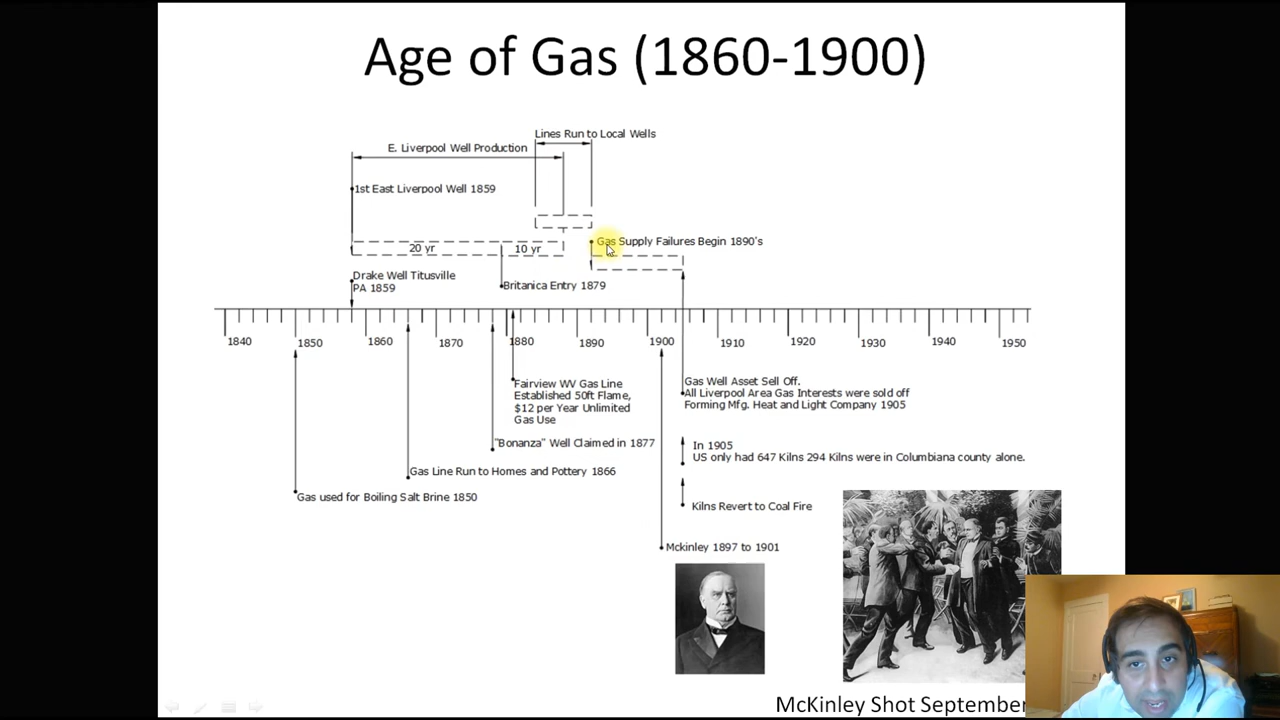 Age of Gas (1860-1900)
Lines Run to Local Wells
E. Liverpool Well Production
1st East Liverpool Well 1859
Gas Supply Failures Begin 1890's
20 yr
10 yr
Drake Well Titusville
PA 1859
Britanica Entry 1879
1840
1850
1860
1870
1880
1890
1900
1910
1920
1930
1940
1950
Fairview WV Gas Line
Established 50ft Flame,
$12 per Year Unlimited
Gas Use
Gas Well Asset Sell Off.
All Liverpool Area Gas Interests were sold off
Forming Mfg. Heat and Light Company 1905
"Bonanza" Well Claimed in 1877
In 1905
US only had 647 Kilns 294 Kilns were in Columbiana county alone.
Gas Line Run to Homes and Pottery 1866
Gas used for Boiling Salt Brine 1850
Kilns Revert to Coal Fire
Mckinley 1897 to 1901
McKinley Shot September